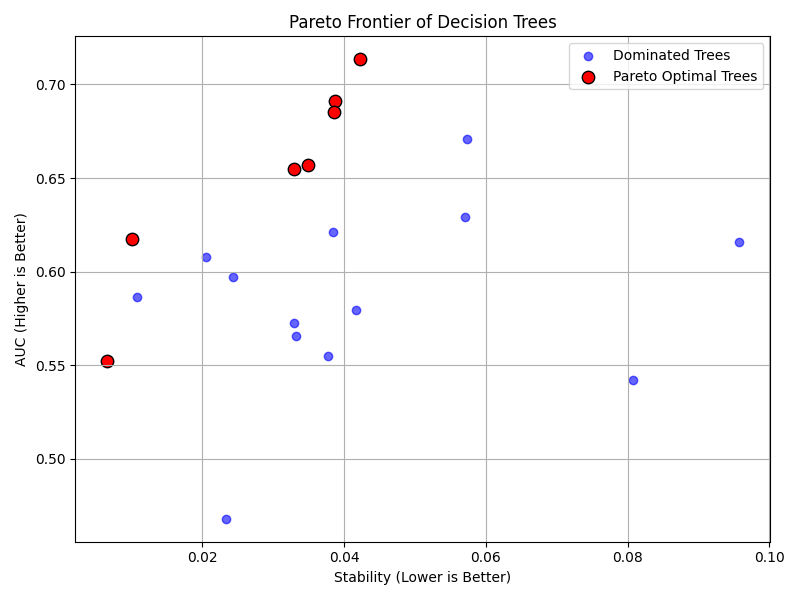 Pareto Frontier of Decision Trees
Dominated Trees
Pareto Optimal Trees
AUC (Higher is Better)
0.70
0.65
0.60
0.55
0.50
0.02 0.04 0.06 0.08 0.10
Stability (Lower is Better)